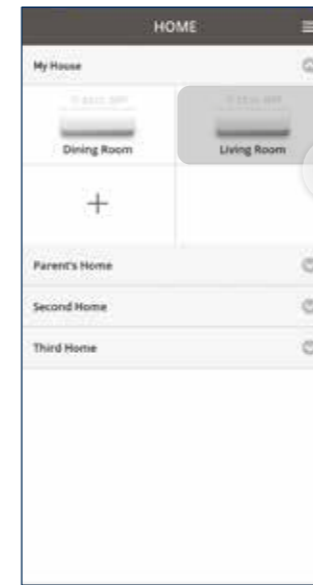 HOME
My House
Dining Room
Living Room
Parent's Home
Second Home
Third Home